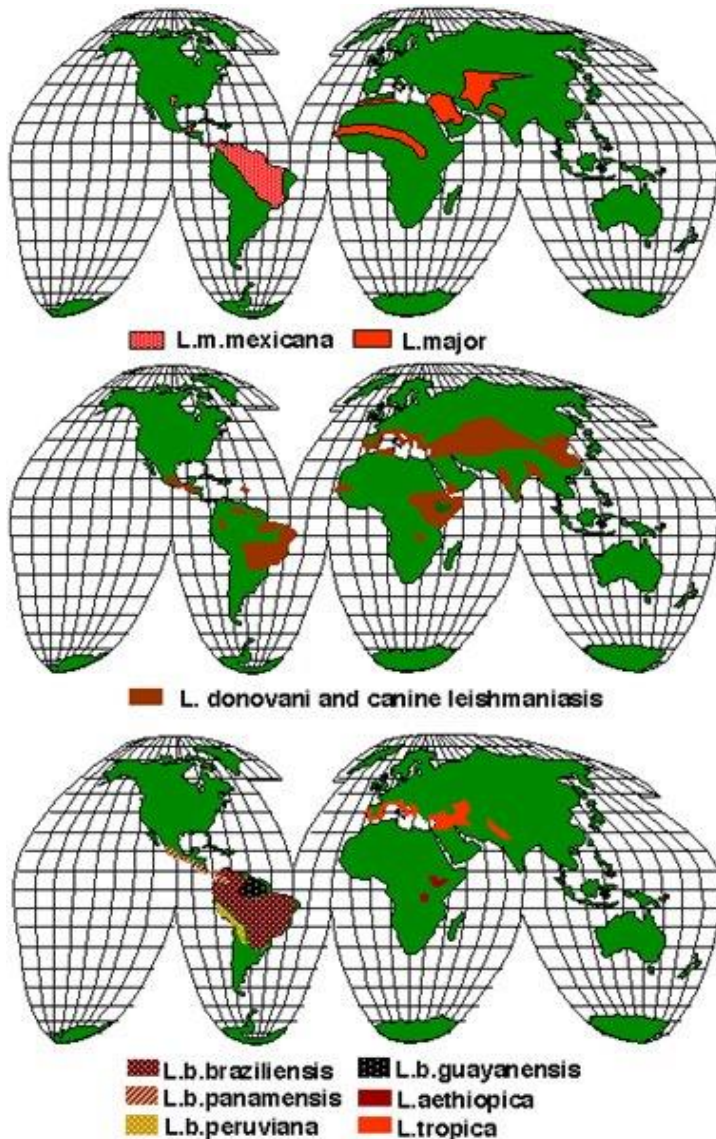 L.m.mexicana L.major
L. donovani and canine leishmaniasis
L.b.braziliensis L.b.guayanensis
L.b.panamensis L.aethiopica
L.b.peruviana L.tropica